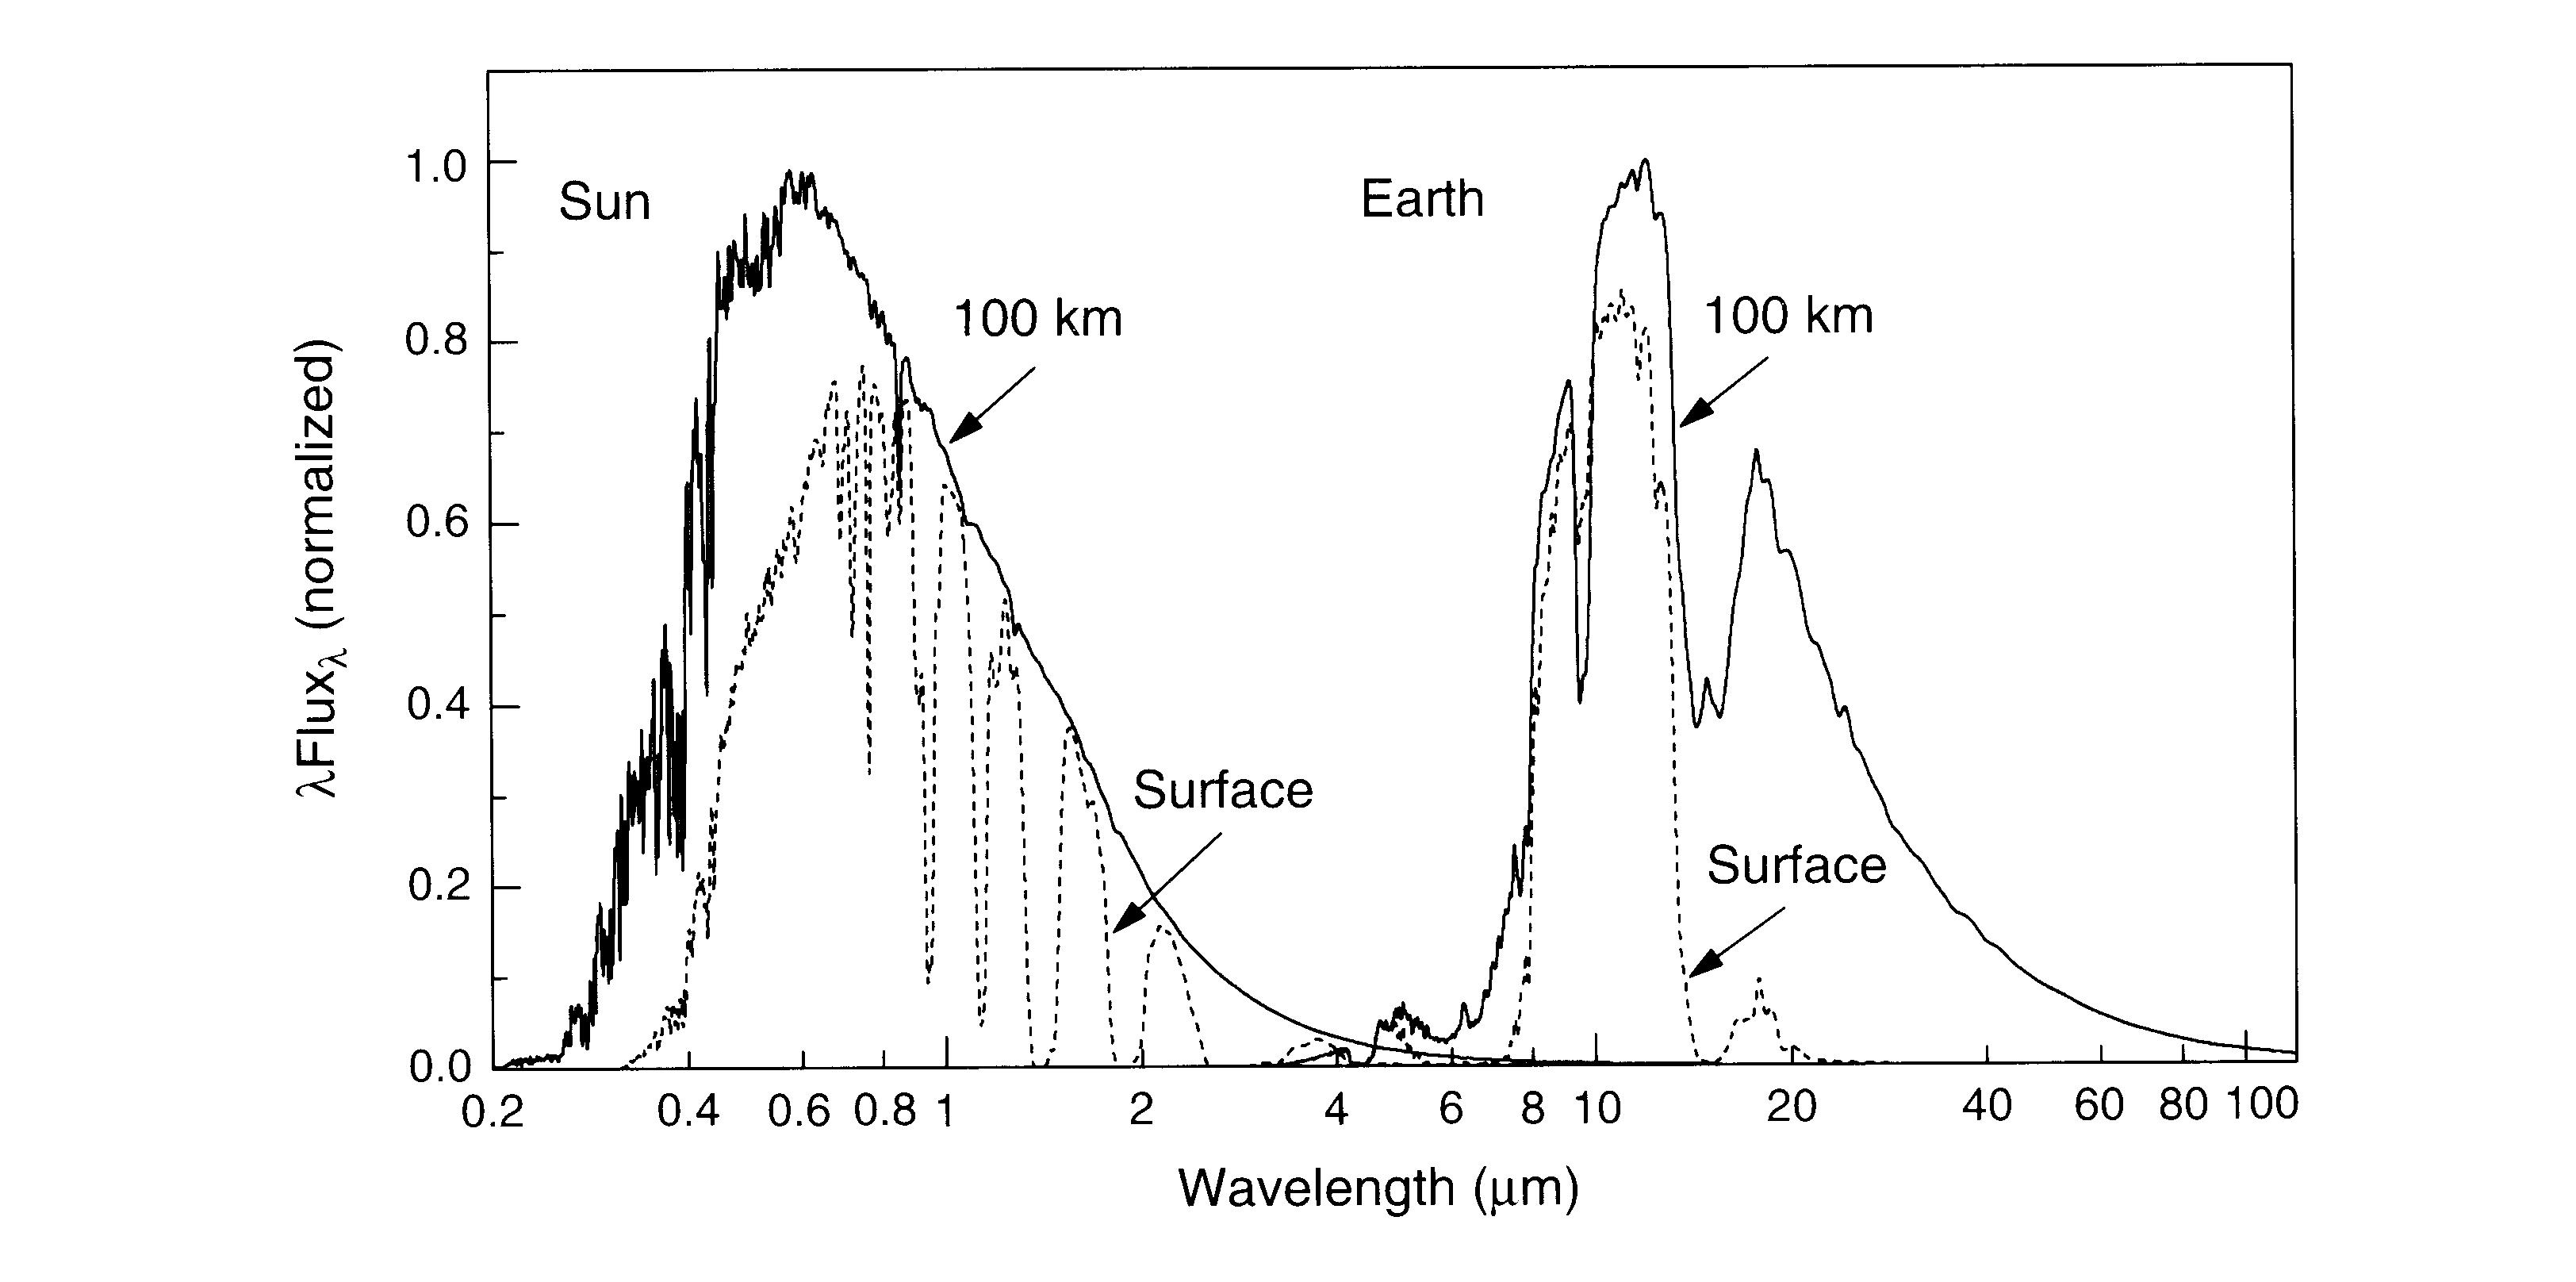 λFluxλ (normalized)
1.0
0.8
0.6
0.4
0.2
0.0
Sun
Earth
100 km
100 km
Surface
Surface
0.2 0.4 0.6 0.8 1 2 4 6 8 10 20 40 60 80 100
Wavelength (μm)